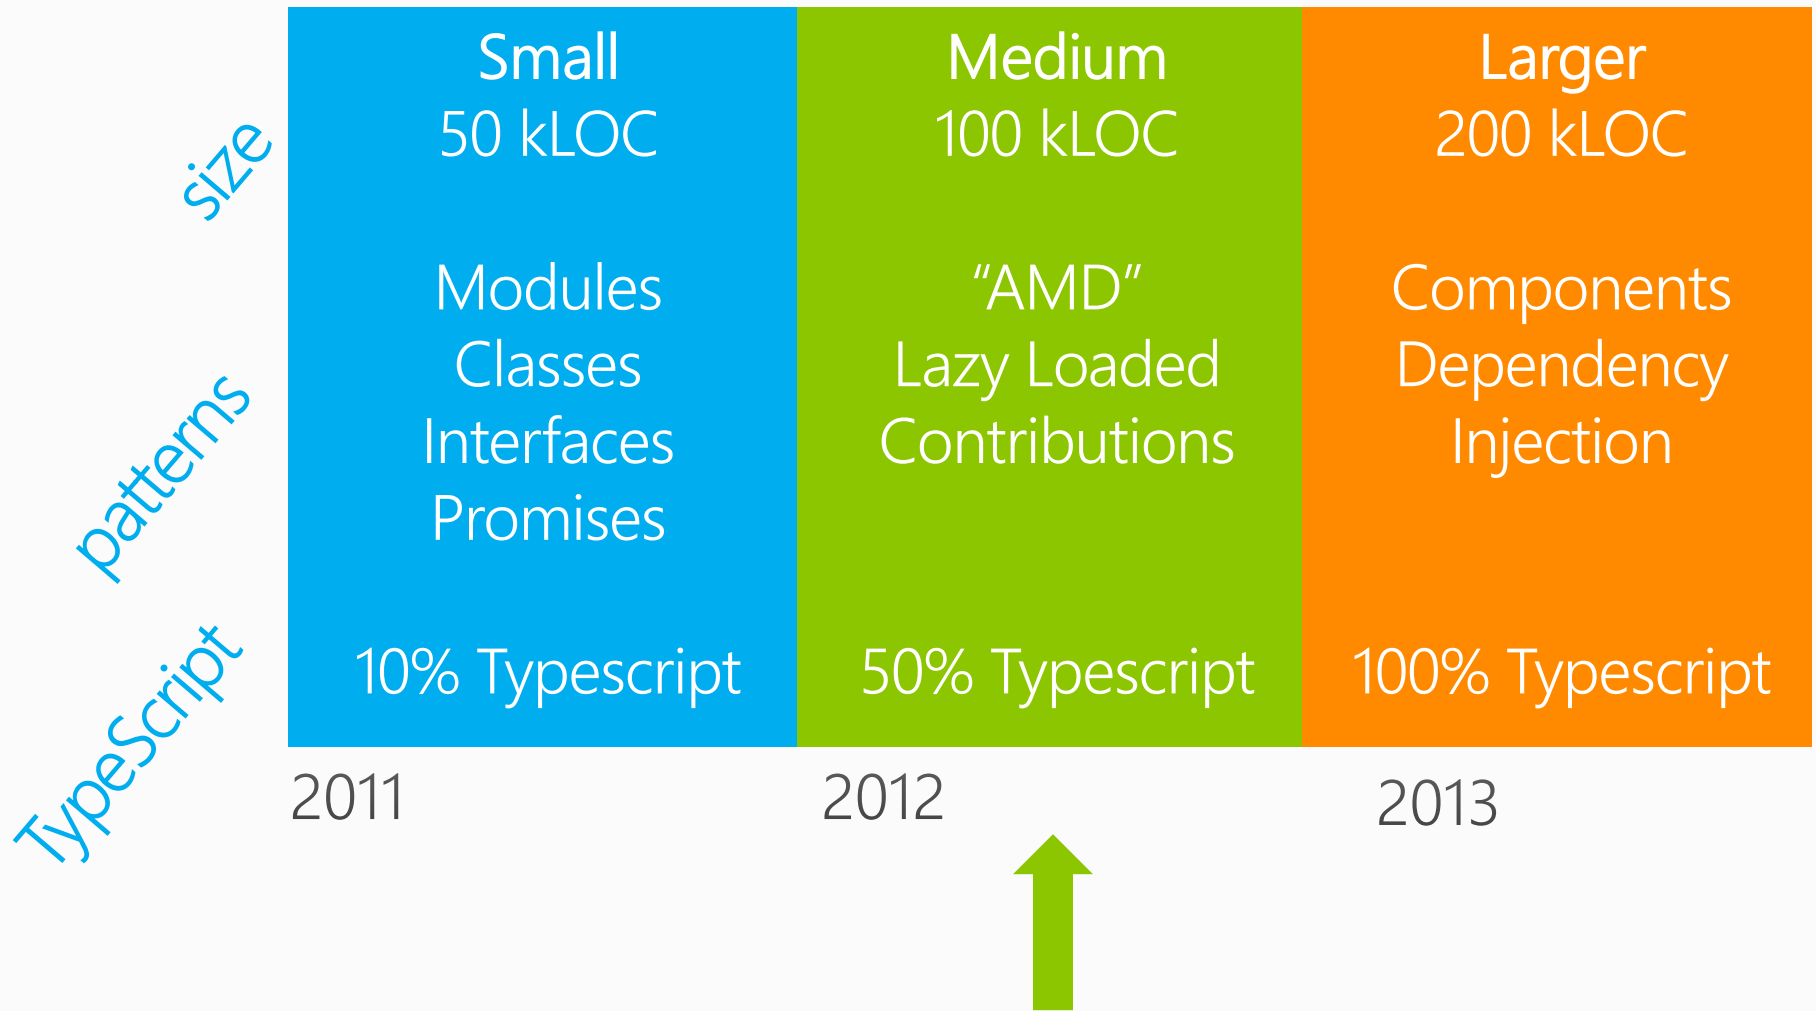 size
Small
50 kLOC
Medium
100 kLOC
Larger
200 kLOC
patterns
Modules
Classes
Interfaces
Promises
“AMD”
Lazy Loaded
Contributions
Components
Dependency
Injection
TypeScript
10% Typescript
50% Typescript
100% Typescript
2011
2012
2013